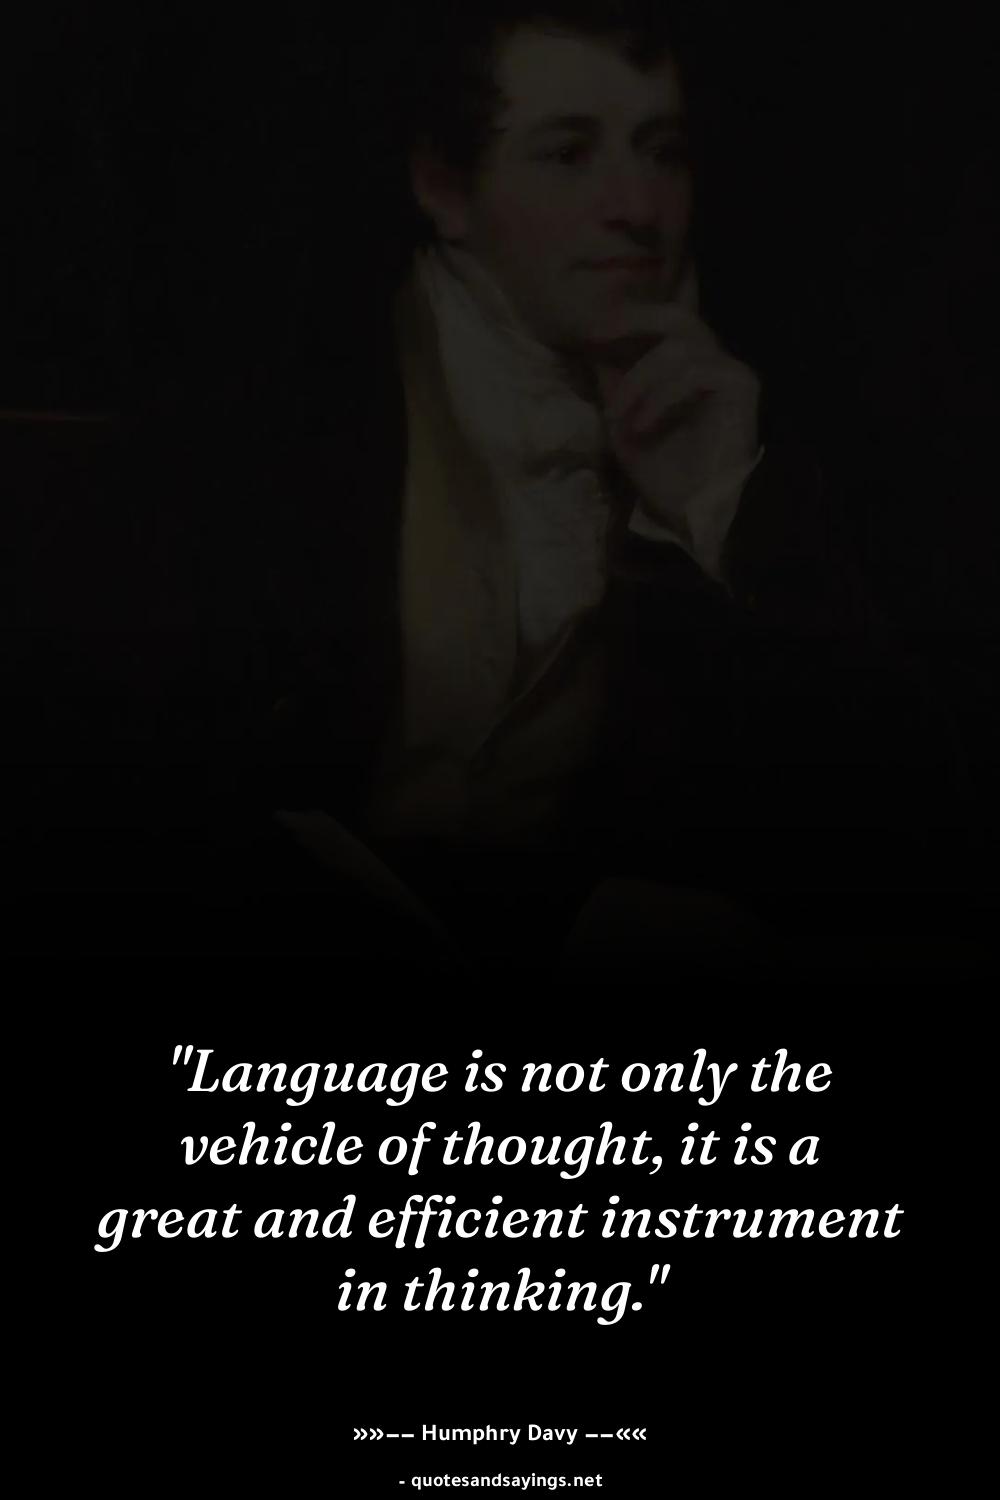 "Language is not only the
vehicle of thought, it is a
great and efficient instrument
in thinking."
»»—— Humphry Davy ——««
- quotesandsayings.net